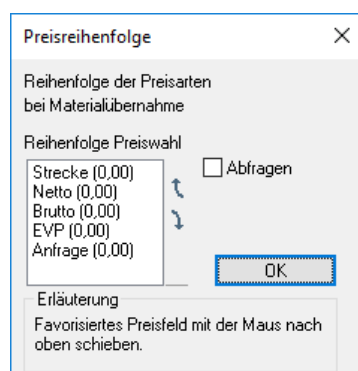 Preisreihenfolge
Reihenfolge der Preisarten
bei Materialübernahme
Reihenfolge Preiswahl
Strecke (0,00)
Netto (0,00)
Brutto (0,00)
EVP (0,00)
Anfrage (0,00)
Abfragen
OK
Erläuterung
Favorisiertes Preisfeld mit der Maus nach
oben schieben.